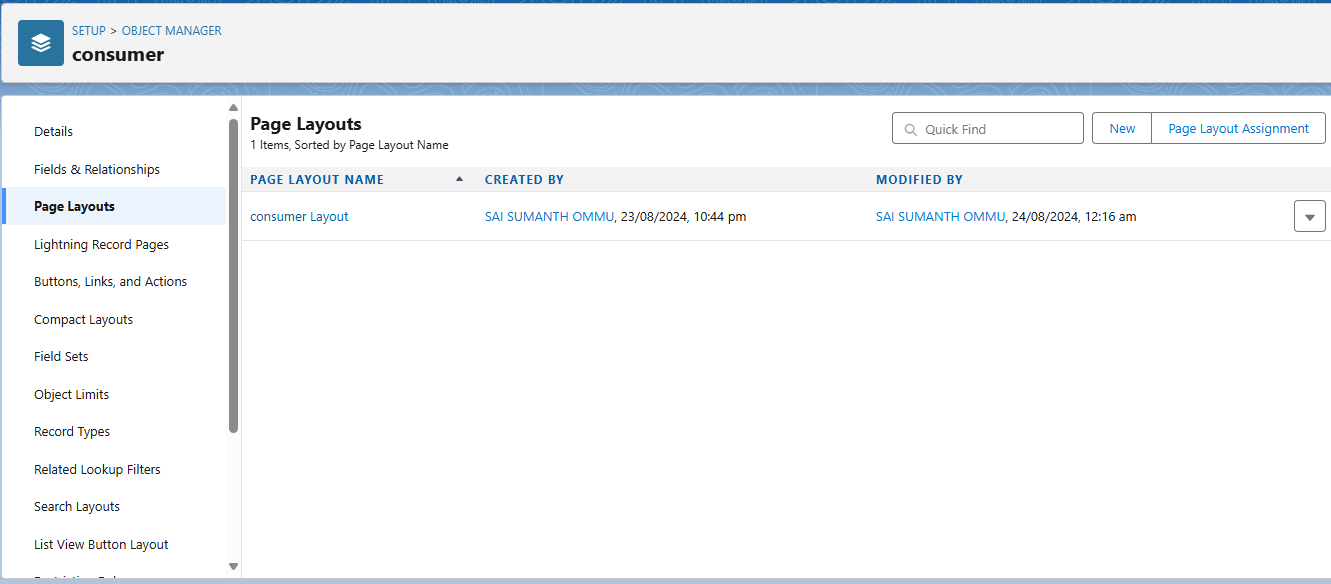 SETUP > OBJECT MANAGER
consumer
Details
Fields & Relationships
Page Layouts
Lightning Record Pages
Buttons, Links, and Actions
Compact Layouts
Field Sets
Object Limits
Record Types
Related Lookup Filters
Search Layouts
List View Button Layout
Page Layouts
1 Items, Sorted by Page Layout Name
Quick Find
New
Page Layout Assignment
PAGE LAYOUT NAME CREATED BY MODIFIED BY
consumer Layout SAI SUMANTH OMMU, 23/08/2024, 10:44 pm SAI SUMANTH OMMU, 24/08/2024, 12:16 am